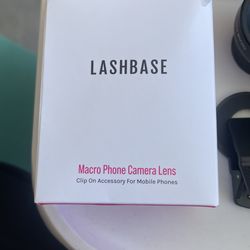 LASHBASE
Macro Phone Camera Lens
Clip On Accessory For Mobile Phones